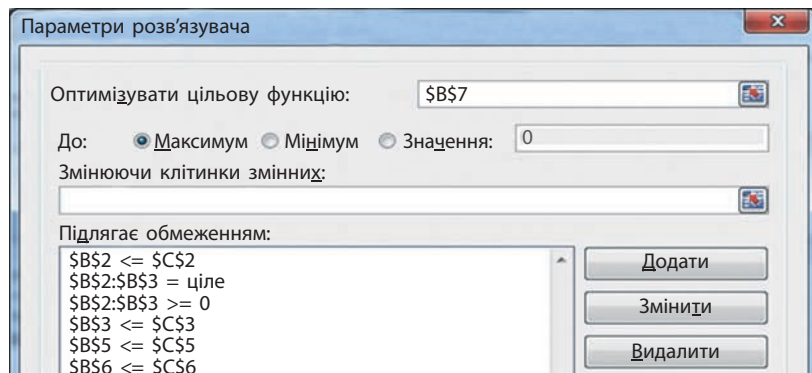 Параметри розв'язувача
Оптимізувати цільову функцію: $B$7
До: Максимум Мінімум Значення: 0
Змінюючи клітинки змінних:
Підлягає обмеженням:
$B$2 <= $C$2
$B$2:$B$3 = ціле
$B$2:$B$3 >= 0
$B$3 <= $C$3
$B$5 <= $C$5
$B$6 <= $C$6
Додати
Змінити
Видалити